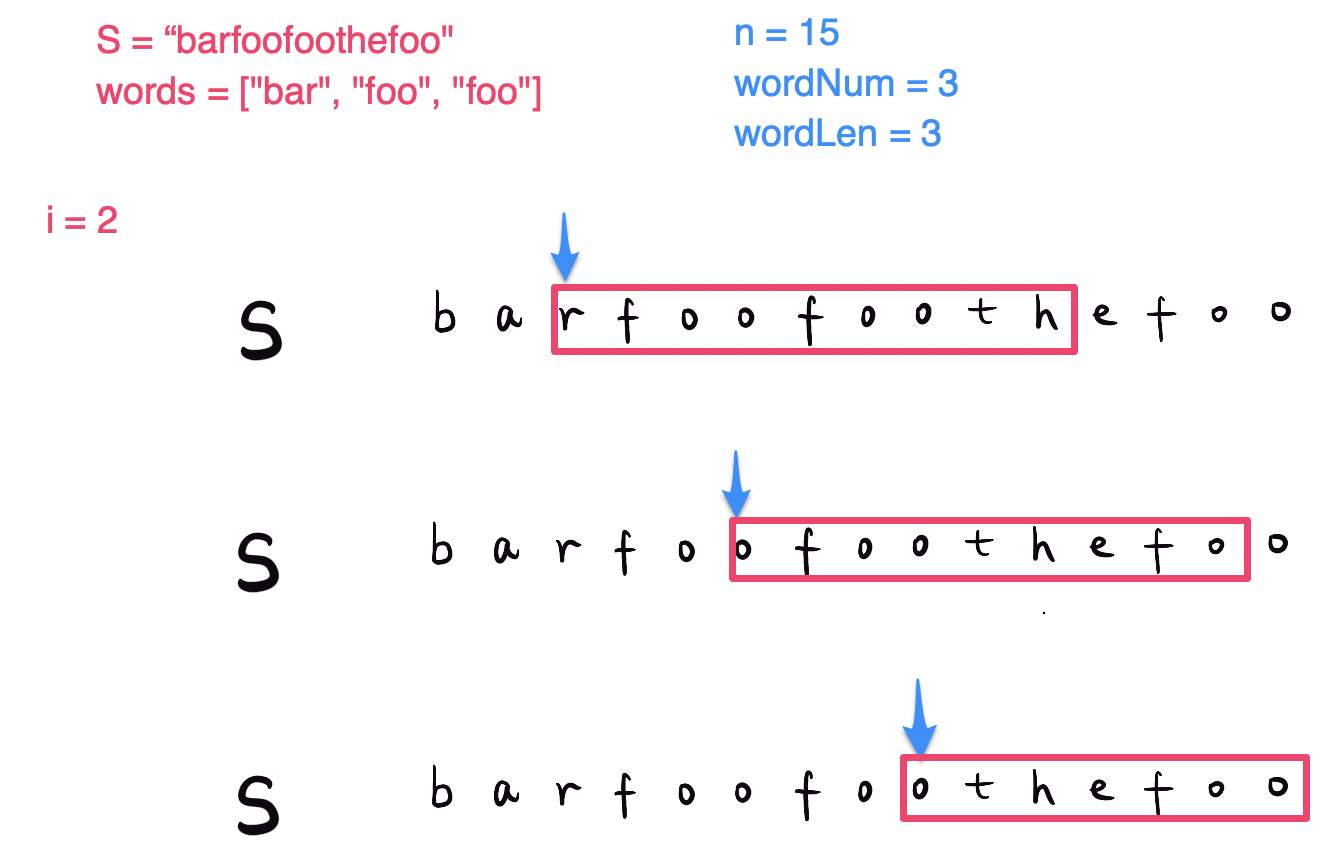 S = “barfoofoothefoo"
words = ["bar", "foo", "foo"]
n = 15
wordNum = 3
wordLen = 3
i = 2
S b a r f o o f o o t h e f o o
S b a r f o o f o o t h e f o o
S b a r f o o f o o t h e f o o